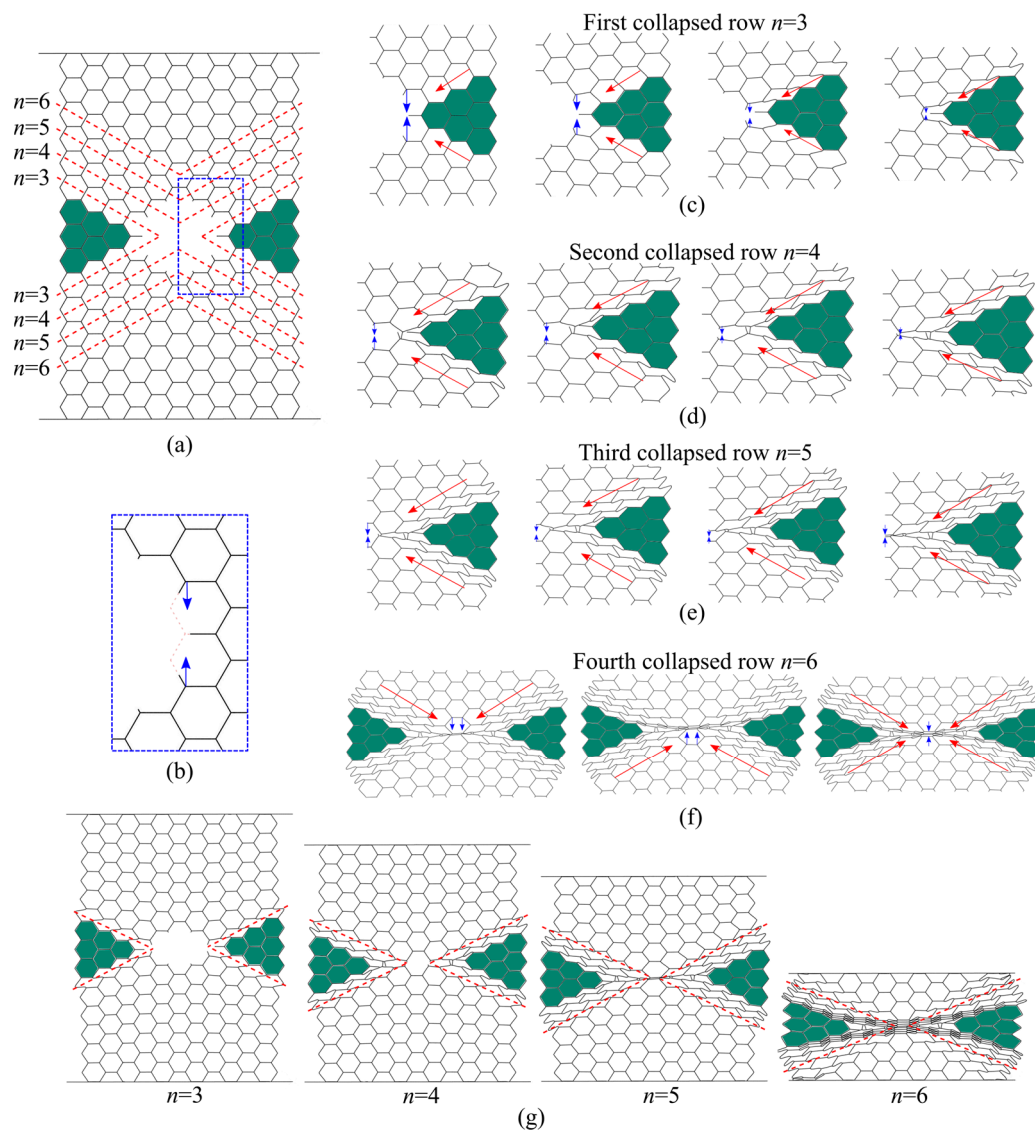 n=6
n=5
n=4
n=3
n=3
n=4
n=5
n=6
(a)
(b)
First collapsed row n=3
(c)
Second collapsed row n=4
(d)
Third collapsed row n=5
(e)
Fourth collapsed row n=6
(f)
n=3
n=4
n=5
n=6
(g)